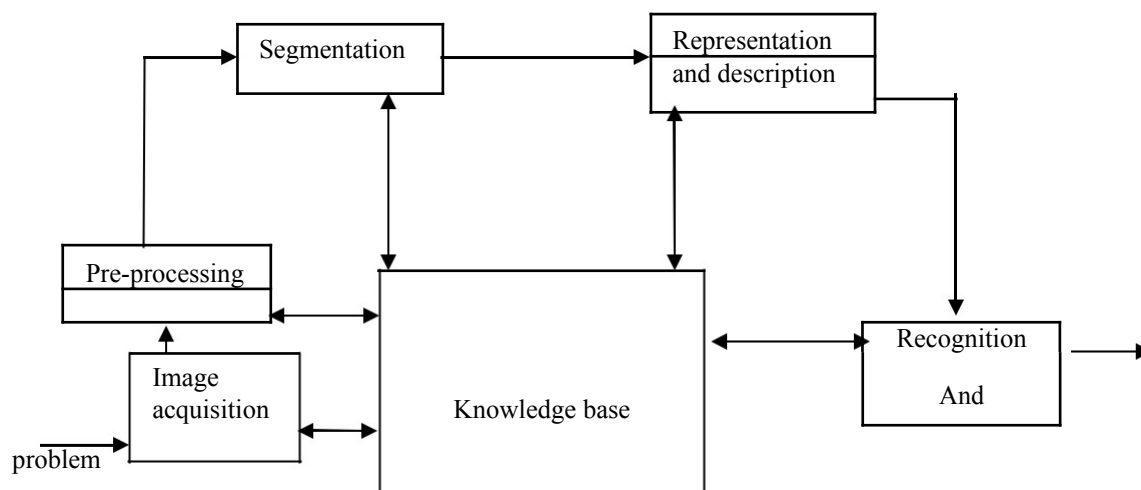 Segmentation
Representation
and description
Pre-processing
Image
acquisition
problem
Knowledge base
Recognition
And